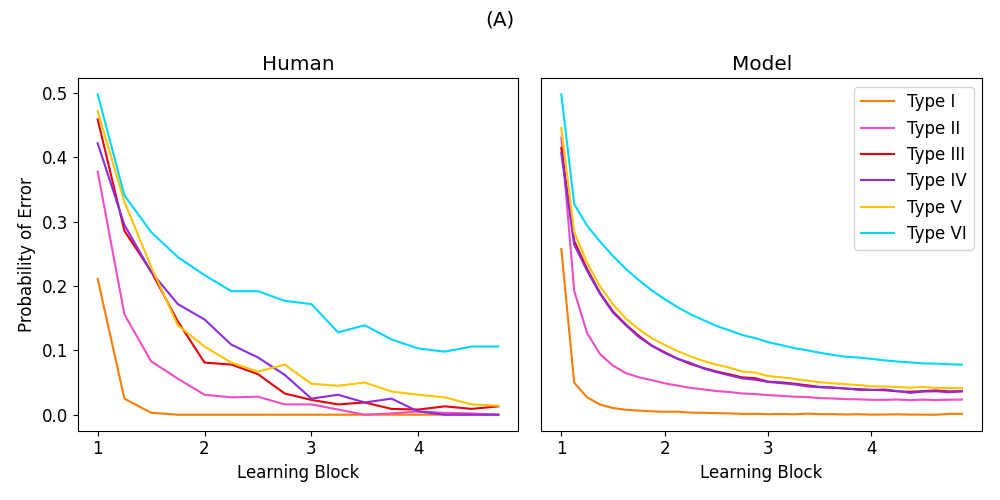 (A)
Human
Model
Probability of Error
0.5
0.4
0.3
0.2
0.1
0.0
1 2 3 4
Learning Block
1 2 3 4
Learning Block
Type I
Type II
Type III
Type IV
Type V
Type VI